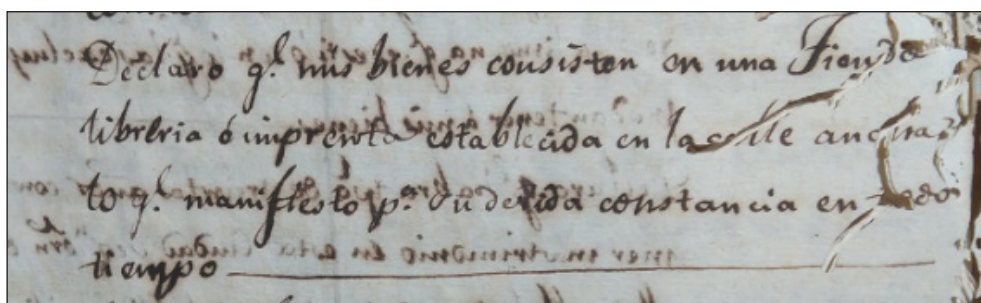 Declaro q.e mis bienes consisten en una Tienda
libreria ó imprenta establecida en la calle ancha
lo q.e manifiesto p.a su devida constancia en todo
tiempo